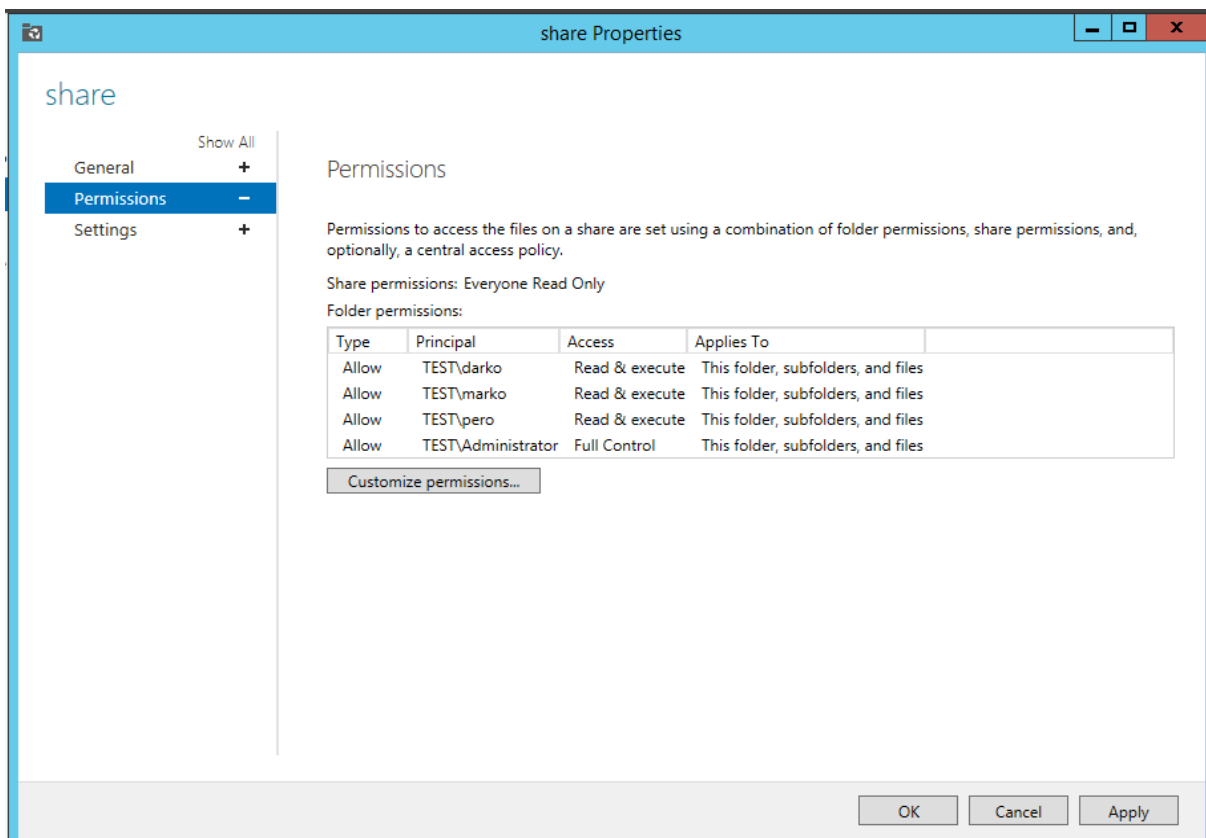 share Properties
share
Show All
General +
Permissions −
Settings +
Permissions
Permissions to access the files on a share are set using a combination of folder permissions, share permissions, and,
optionally, a central access policy.
Share permissions: Everyone Read Only
Folder permissions:
Type Principal Access Applies To
Allow TEST\darko Read & execute This folder, subfolders, and files
Allow TEST\marko Read & execute This folder, subfolders, and files
Allow TEST\pero Read & execute This folder, subfolders, and files
Allow TEST\Administrator Full Control This folder, subfolders, and files
Customize permissions...
OK Cancel Apply